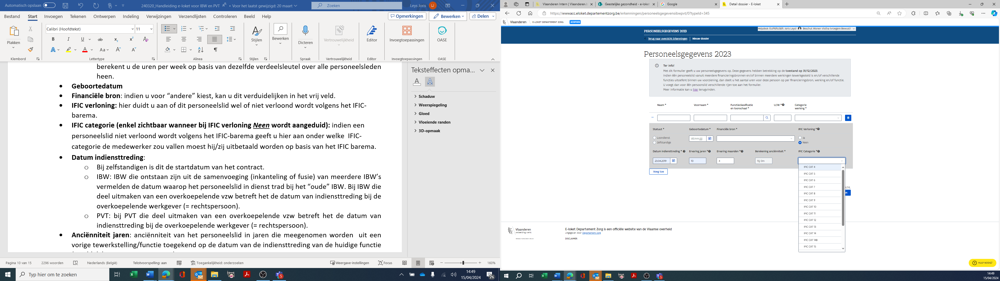 Automatisch opslaan
240320_Handleiding e-loket voor IBW en PVT • Voor het laatst gewijzigd: 20 maart
Zoeken
Leys Joris
Bestand Start Invoegen Tekenen Ontwerpen Indeling Verwijzingen Verzendlijsten Controleren Beeld Help
Opmerkingen Bewerken Delen
Plakken
Calibri (Hoofdtekst) 11
Stijlen Bewerken Dicteren Vertrouwelijkheid Editor Invoegtoepassingen OASE
Klembord Lettertype Alinea Stijlen Spraak Vertrouwelijkheid Editor Invoegtoepassingen OASE
berekent u de uren per week op basis van dezelfde verdeelsleutel over alle personeelsleden
heen.
• Geboortedatum
• Financiële bron: indien u voor “andere” kiest, kan u dit verduidelijken in het vrij veld.
• IFIC verloning: hier duidt u aan of dit personeelslid wel of niet verloond wordt volgens het IFIC-
barema.
• IFIC categorie (enkel zichtbaar wanneer bij IFIC verloning Neen wordt aangeduid): indien een
personeelslid niet verloond wordt volgens het IFIC-barema geeft u hier aan onder welke IFIC-
categorie de medewerker zou vallen moest hij/zij uitbetaald worden op basis van het IFIC barema.
• Datum indiensttreding:
o Bij zelfstandigen is dit de startdatum van het contract.
o IBW: IBW die ontstaan zijn uit de samenvoeging (inkanteling of fusie) van meerdere IBW’s
vermelden de datum waarop het personeelslid in dienst trad bij het “oude” IBW. Bij IBW die
deel uitmaken van een overkoepelende vzw betreft het de datum van indiensttreding bij de
overkoepelende werkgever (= rechtspersoon).
o PVT: bij PVT die deel uitmaken van een overkoepelende vzw betreft het de datum van
indiensttreding bij de overkoepelende werkgever (= rechtspersoon).
• Anciënniteit jaren: anciënniteit van het personeelslid in jaren die meegenomen worden uit een
vorige tewerkstelling/functie toegekend op de datum van de indiensttreding van de huidige functie
Teksteffecten opma...
Schaduw
Weerspiegeling
Gloed
Vloeiende randen
3D-opmaak
Pagina 10 van 15 2296 woorden Nederlands (België) Tekstvoorspelling: aan Toegankelijkheid: onderzoeken Weergave-instellingen Focus 160%
Typ hier om te zoeken
14:49
15/04/2024
26
Vlaanderen Intern | Vlaanderen.b
Geestelijke gezondheid - e-loket
Google
Detail dossier - E-loket
https://wwwacc.eloket.departementzorg.be/erkenningen/personeelsgegevensibwpvt/0?typeId=345
Vlaanderen E-LOKET DEPARTEMENT ZORG ACCEPTATIE
PERSONEELSGEGEVENS 2023
Helpdesk (SUPERUSER: Joris Leys) Beschut Wonen Vistha (vroegere Bewust)
Terug naar overzicht Erkenningen Nieuw dossier
Personeelsgegevens 2023
Ter info!
Met dit formulier geeft u uw personeelsgegevens op. Deze gegevens hebben betrekking op de toestand op 31/12/2023.
Indien één personeelslid vanuit meerdere financieringsbronnen en/of binnen meerdere werkingen tewerkgesteld is en/of verschillende
functies uitoefent binnen uw voorziening, dan deelt u het aantal uren voor deze persoon op per financieringsbron, werking en/of functie.
U voegt dan voor één persoonslid verschillende rijen toe aan het formulier.
Meer informatie kan u hier terugvinden.
Naam * Voornaam * Functieclassificatie en loonschaal * U/W * Categorie werking *
Statuut * Geboortedatum * Financiële bron * IFIC Verloning *
Loondienst dd.mm.jjjj Ja
Zelfstandige Neen
Datum indiensttreding * Ervaring jaren * Ervaring maanden * Berekening anciënniteit * IFIC Categorie *
23.04.2019 10 4 15j 0m
Voeg toe
IFIC CAT 4
IFIC CAT 5
IFIC CAT 6
IFIC CAT 7
IFIC CAT 8
IFIC CAT 9
IFIC CAT 10
IFIC CAT 11
IFIC CAT 12
IFIC CAT 13
IFIC CAT 14
IFIC CAT 14B
IFIC CAT 15
Vlaanderen
verbeelding werkt
E-loket Departement Zorg is een officiële website van de Vlaamse overheid
uitgegeven door Departement Zorg
DISCLAIMER
HULP NODIG?
14:49
15/04/2024